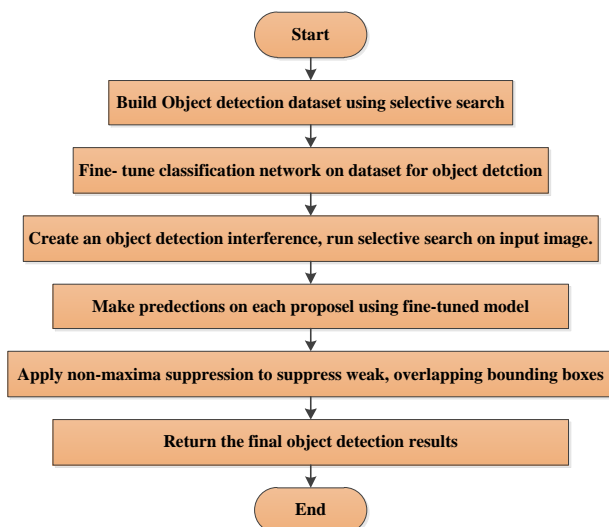 Start
Build Object detection dataset using selective search
Fine- tune classification network on dataset for object detction
Create an object detection interference, run selective search on input image.
Make predections on each proposel using fine-tuned model
Apply non-maxima suppression to suppress weak, overlapping bounding boxes
Return the final object detection results
End